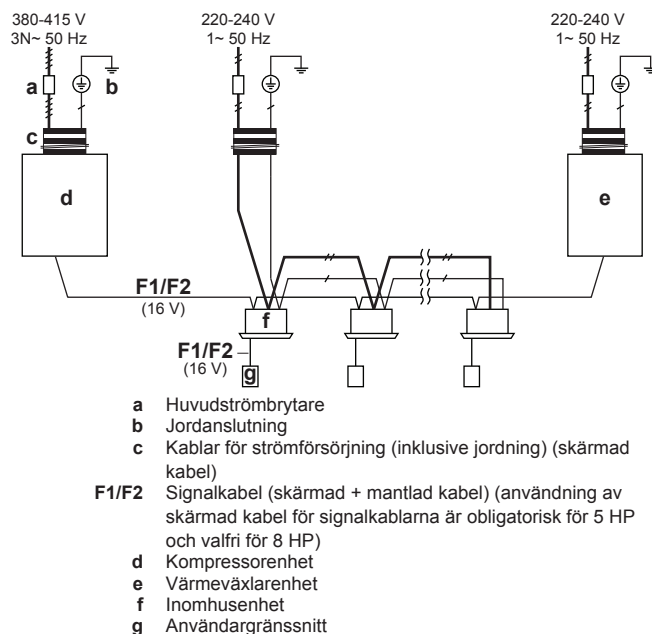 380-415 V
3N~ 50 Hz
220-240 V
1~ 50 Hz
220-240 V
1~ 50 Hz
a
b
c
d
e
F1/F2
(16 V)
f
F1/F2
(16 V)
g
a Huvudströmbrytare
b Jordanslutning
c Kablar för strömförsörjning (inklusive jordning) (skärmad
kabel)
F1/F2 Signalkabel (skärmad + mantlad kabel) (användning av
skärmad kabel för signalkablarna är obligatorisk för 5 HP
och valfri för 8 HP)
d Kompressorenhet
e Värmeväxlarenhet
f Inomhusenhet
g Användargränssnitt